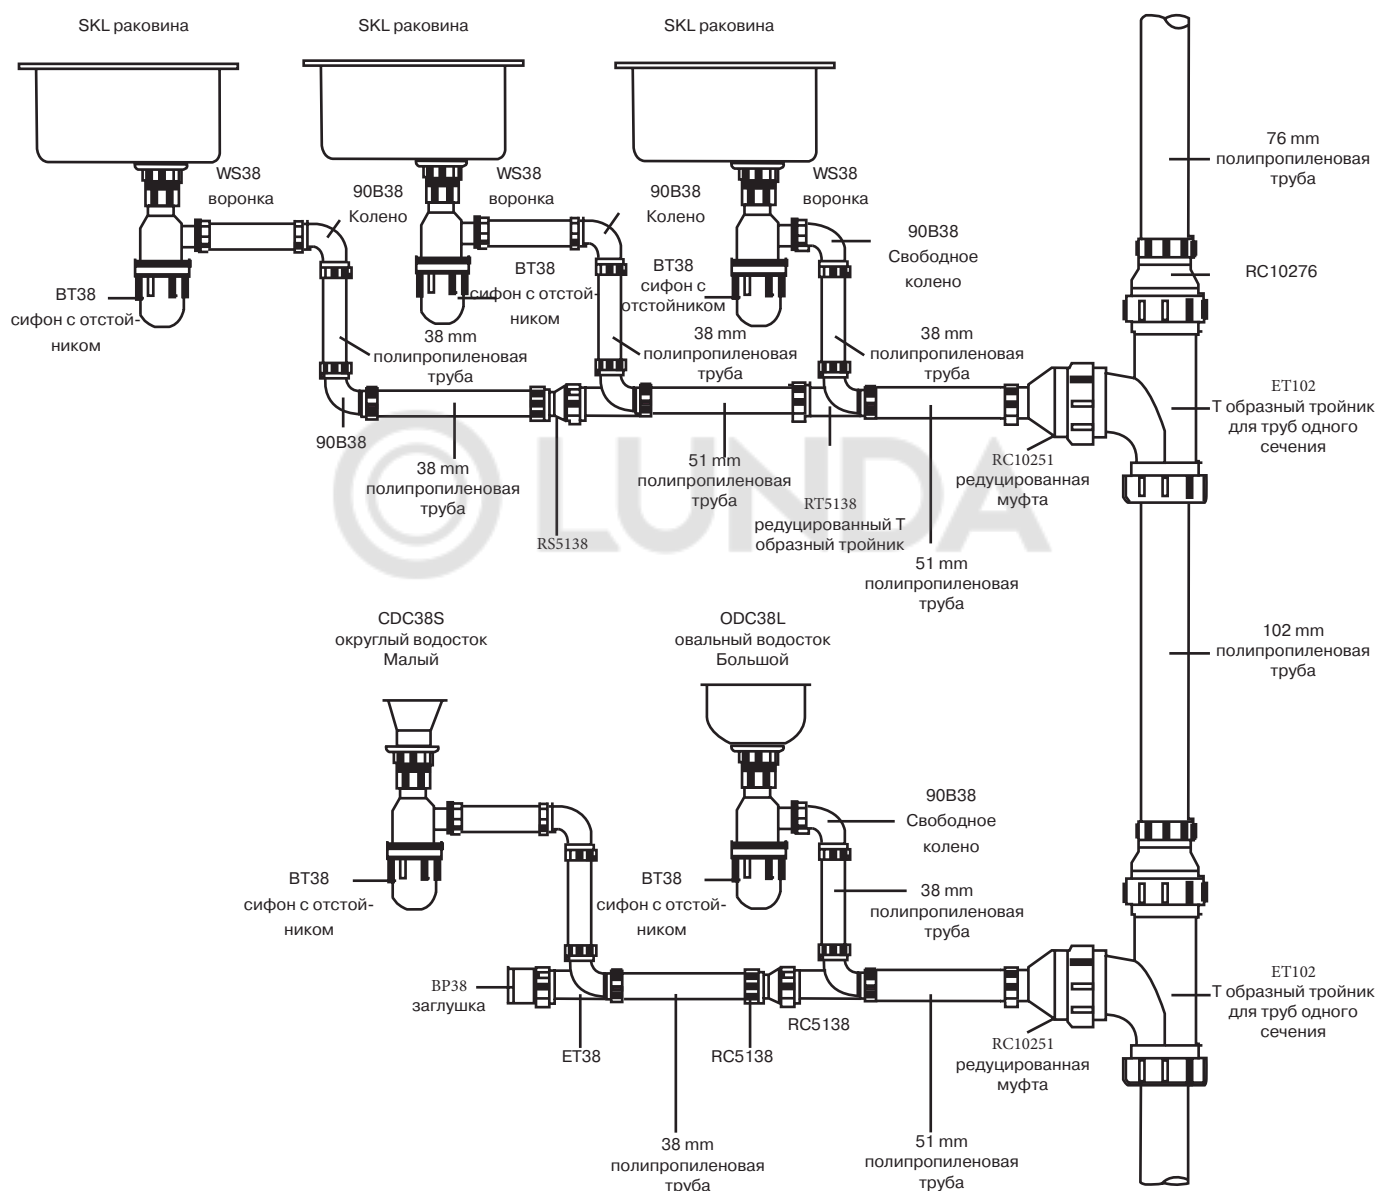 SKL раковина
SKL раковина
SKL раковина
76 mm
полипропиленовая
труба
WS38
воронка
90B38
Колено
WS38
воронка
90B38
Колено
WS38
воронка
90B38
Свободное
колено
RC10276
BT38
сифон с отстой-
ником
BT38
сифон с отстой-
ником
BT38
сифон с
отстойником
38 mm
полипропиленовая
труба
38 mm
полипропиленовая
труба
38 mm
полипропиленовая
труба
ET102
Т образный тройник
для труб одного
сечения
90B38
38 mm
полипропиленовая
труба
51 mm
полипропиленовая
труба
RC10251
редуцированная
муфта
RS5138
RT5138
редуцированный Т
образный тройник
LUNDA
51 mm
полипропиленовая
труба
CDC38S
округлый водосток
Малый
ODC38L
овальный водосток
Большой
102 mm
полипропиленовая
труба
90B38
Свободное
колено
BT38
сифон с отстой-
ником
BT38
сифон с отстой-
ником
38 mm
полипропиленовая
труба
BP38
заглушка
ET38
RC5138
RC5138
RC10251
редуцированная
муфта
ET102
Т образный тройник
для труб одного
сечения
38 mm
полипропиленовая
труба
51 mm
полипропиленовая
труба